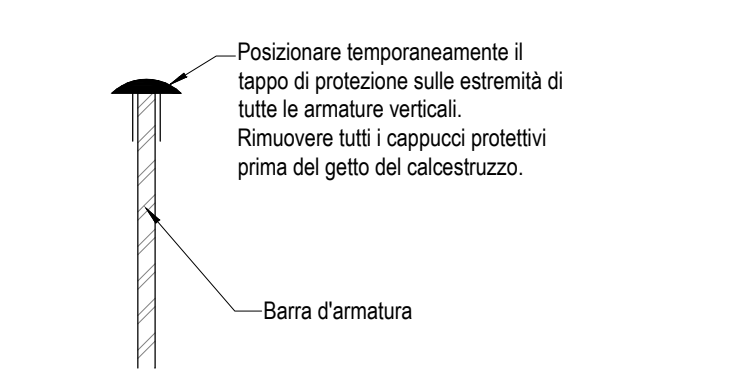 Posizionare temporaneamente il
tappo di protezione sulle estremità di
tutte le armature verticali.
Rimuovere tutti i cappucci protettivi
prima del getto del calcestruzzo.
Barra d'armatura